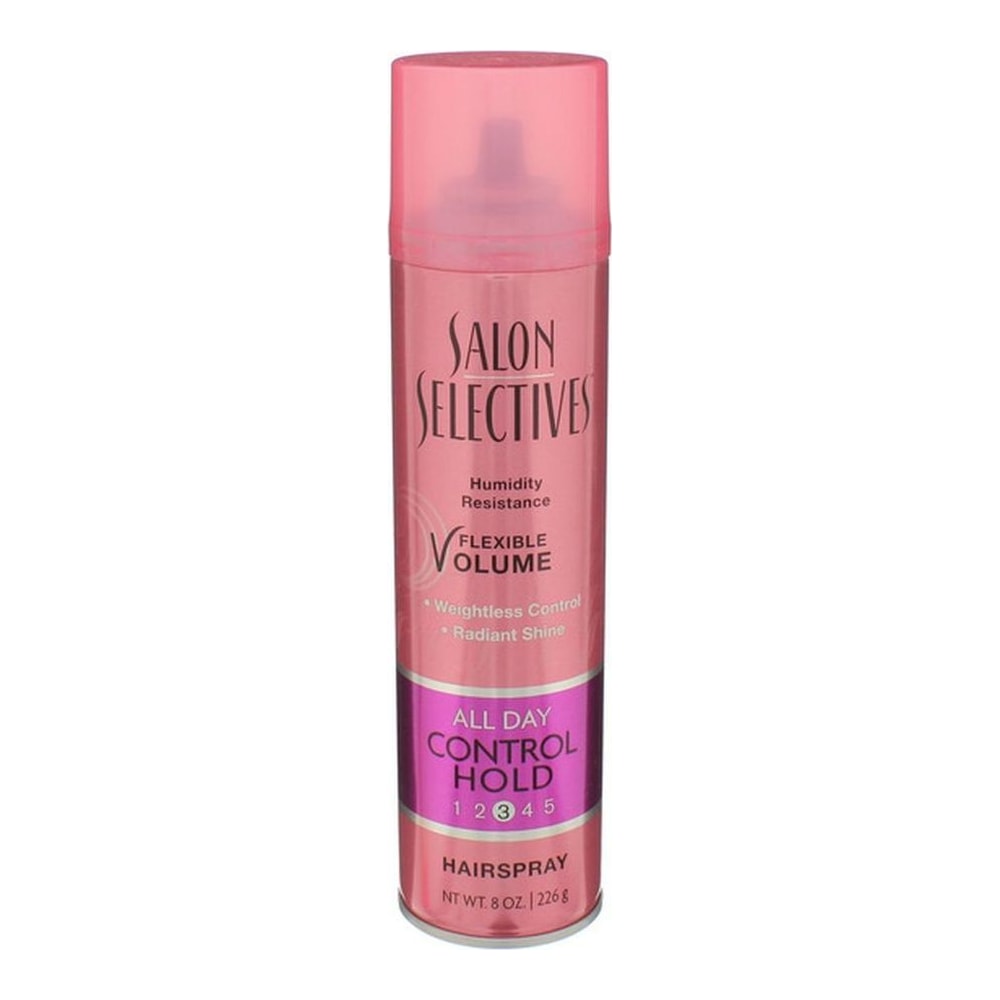 SALON
SELECTIVES
Humidity
Resistance
FLEXIBLE
VOLUME
• Weightless Control
• Radiant Shine
ALL DAY
CONTROL
HOLD
1 2 3 4 5
HAIRSPRAY
NT WT. 8 OZ. | 226 g